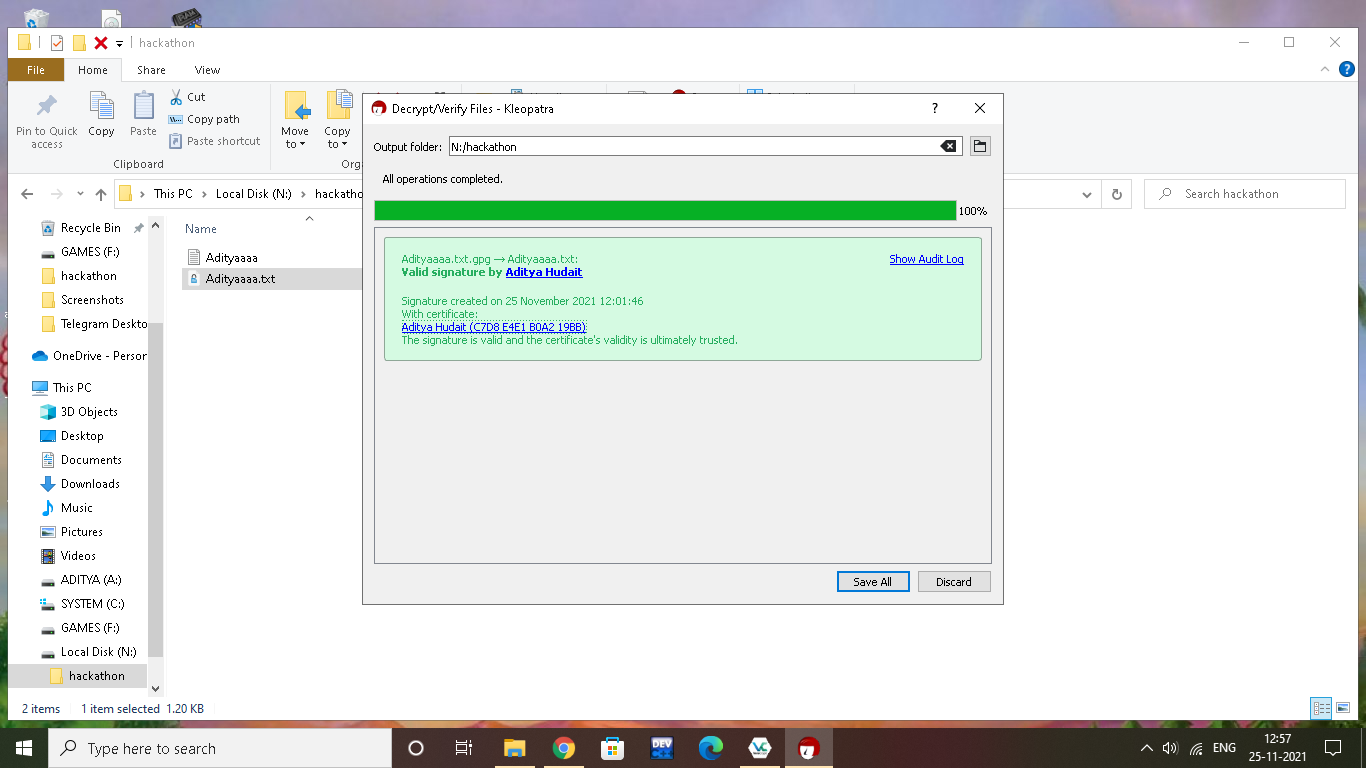 hackathon
File
Home
Share
View
Pin to Quick access
Copy
Paste
Cut
Copy path
Paste shortcut
Move to
Copy to
Clipboard
Decrypt/Verify Files - Kleopatra
?
Output folder: N:/hackathon
All operations completed.
100%
Adityaaaa.txt.gpg → Adityaaaa.txt:
Show Audit Log
Valid signature by Aditya Hudait
Signature created on 25 November 2021 12:01:46
With certificate:
Aditya Hudait (C7D8 E4E1 B0A2 19BB)
The signature is valid and the certificate's validity is ultimately trusted.
Save All
Discard
This PC > Local Disk (N:) >
Search hackathon
Name
Adityaaaa
Adityaaaa.txt
Recycle Bin
GAMES (F:)
hackathon
Screenshots
Telegram Deskto
OneDrive - Person
This PC
3D Objects
Desktop
Documents
Downloads
Music
Pictures
Videos
ADITYA (A:)
SYSTEM (C:)
GAMES (F:)
Local Disk (N:)
hackathon
2 items
1 item selected 1.20 KB
Type here to search
DEV
ENG
12:57
25-11-2021